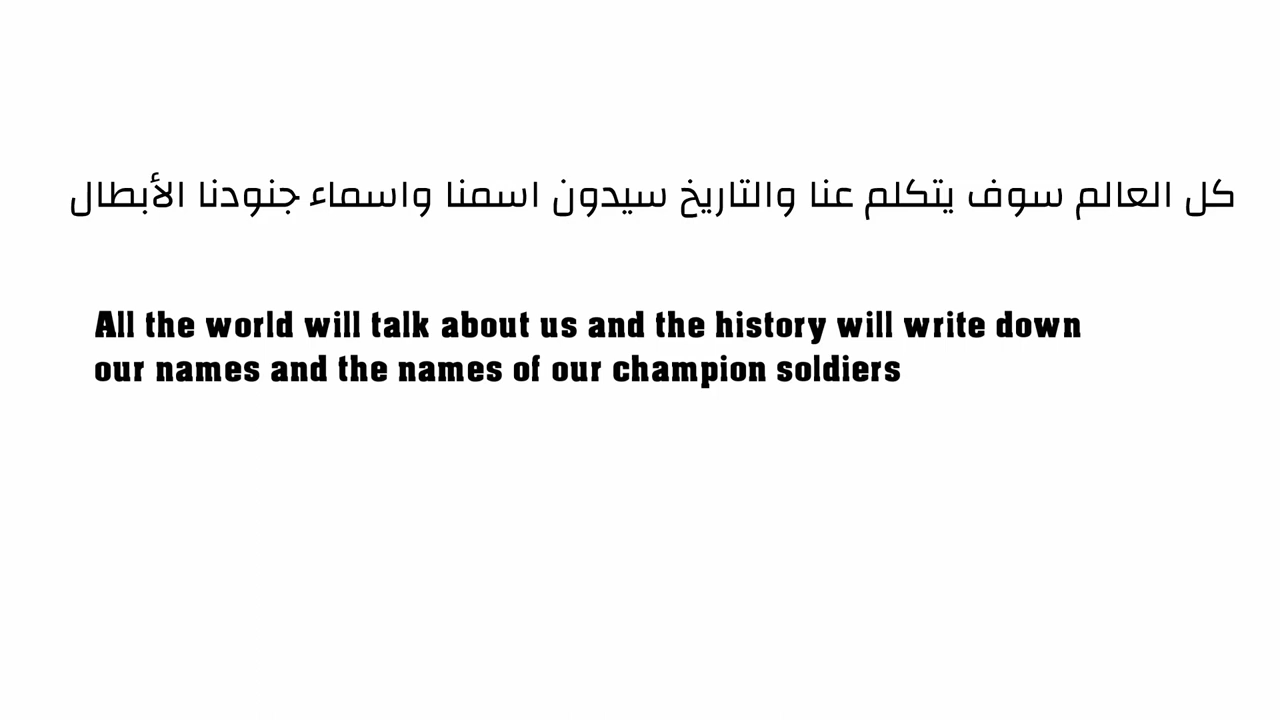 كل العالم سوف يتكلم عنا والتاريخ سيدون اسمنا واسماء جنودنا الأبطال
All the world will talk about us and the history will write down
our names and the names of our champion soldiers